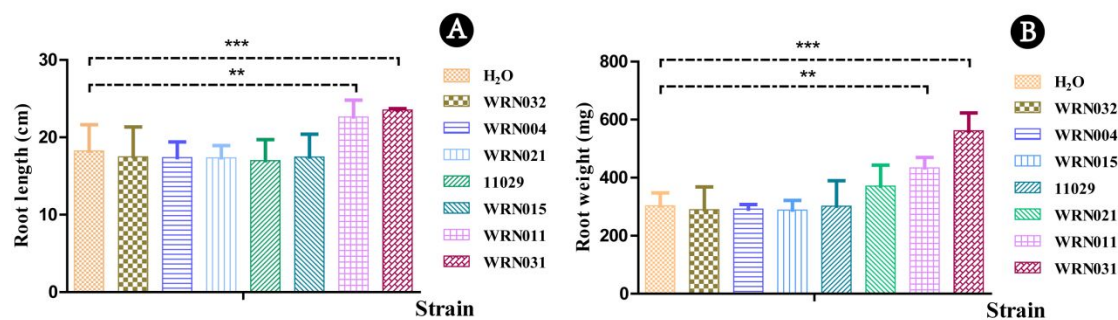 A
***
**
30
20
10
0
Root length (cm)
Strain
H₂O
WRN032
WRN004
WRN021
11029
WRN015
WRN011
WRN031
B
***
**
800
600
400
200
0
Root weight (mg)
Strain
H₂O
WRN032
WRN004
WRN015
11029
WRN021
WRN011
WRN031